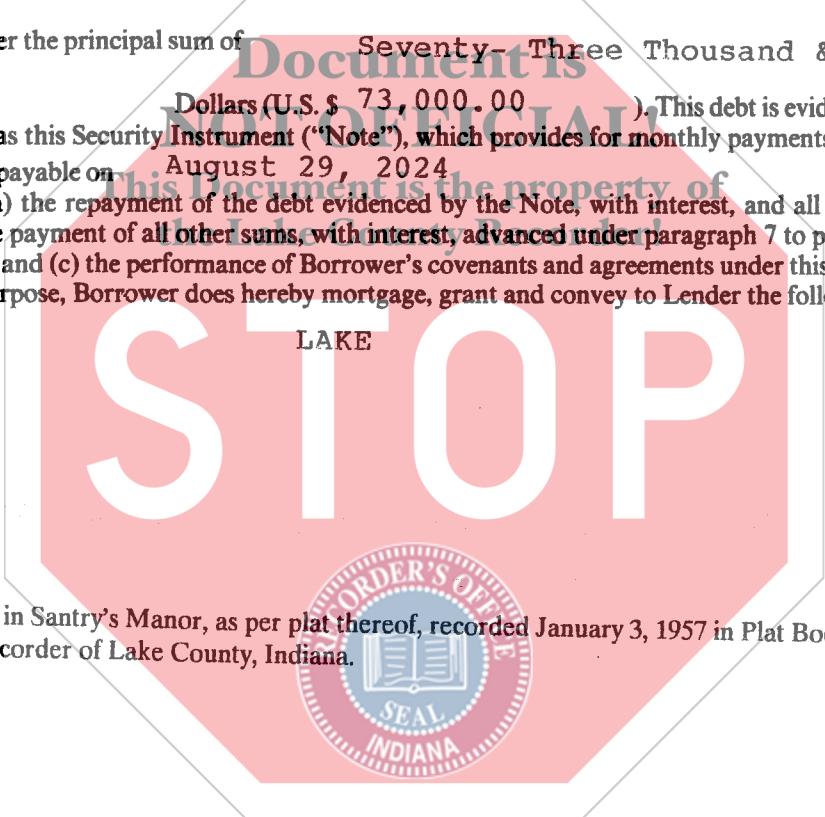 er the principal sum of Seventy- Three Thousand &
Dollars (U.S. $ 73,000.00 ). This debt is evid
as this Security Instrument (“Note”), which provides for monthly payments
payable on August 29, 2024
) the repayment of the debt evidenced by the Note, with interest, and all
payment of all other sums, with interest, advanced under paragraph 7 to p
and (c) the performance of Borrower's covenants and agreements under this
rpose, Borrower does hereby mortgage, grant and convey to Lender the foll
LAKE
in Santry's Manor, as per plat thereof, recorded January 3, 1957 in Plat Bo
corder of Lake County, Indiana.
Document is
NOT OFFICIAL!
This Document is the property of
the Lake County Recorder!
STOP
RECORDER'S OFFICE
SEAL
INDIANA